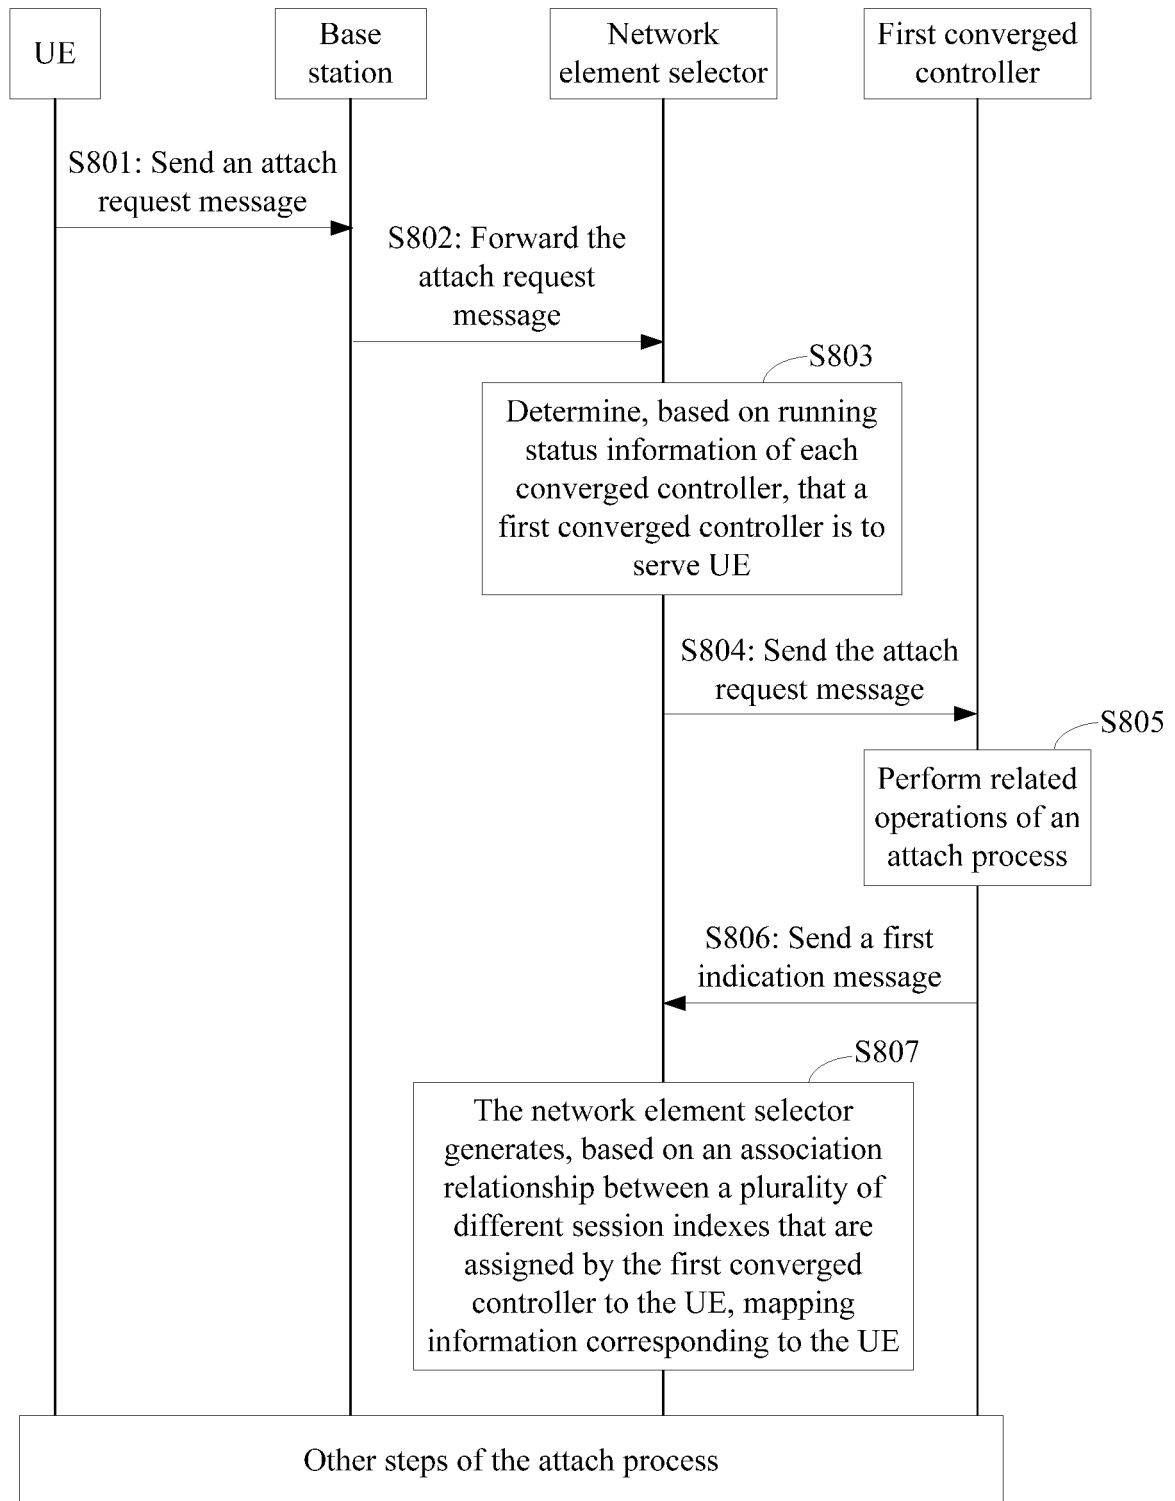 UE
Base
station
Network
element selector
First converged
controller
S801: Send an attach
request message
S802: Forward the
attach request
message
S803
Determine, based on running
status information of each
converged controller, that a
first converged controller is to
serve UE
S804: Send the attach
request message
S805
Perform related
operations of an
attach process
S806: Send a first
indication message
S807
The network element selector
generates, based on an association
relationship between a plurality of
different session indexes that are
assigned by the first converged
controller to the UE, mapping
information corresponding to the UE
Other steps of the attach process